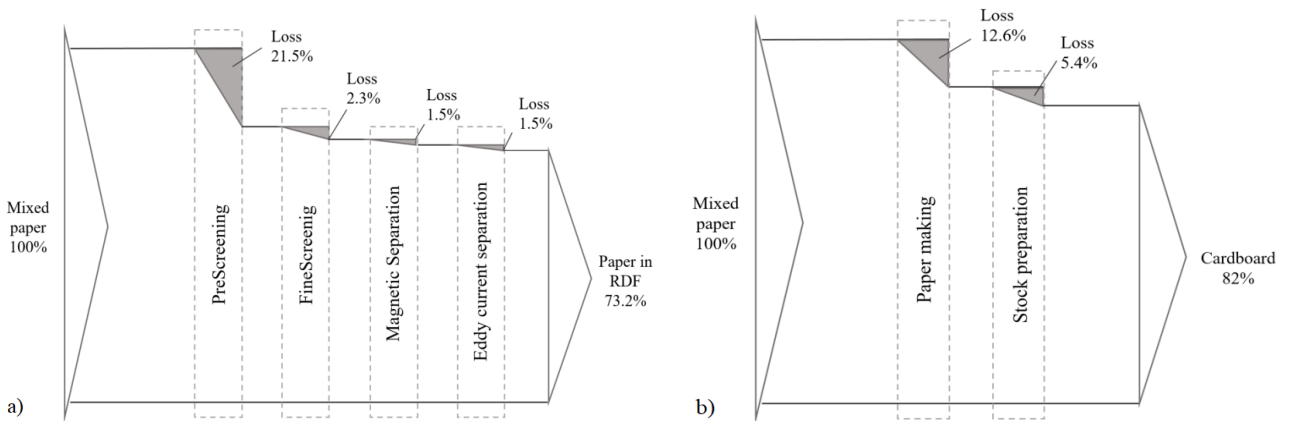 Loss
21.5%
Loss
2.3%
Loss
1.5%
Loss
1.5%
Mixed
paper
100%
PreScreening
FineScreenig
Magnetic Separation
Eddy current separation
Paper in
RDF
73.2%
a)
Loss
12.6%
Loss
5.4%
Mixed
paper
100%
Paper making
Stock preparation
Cardboard
82%
b)